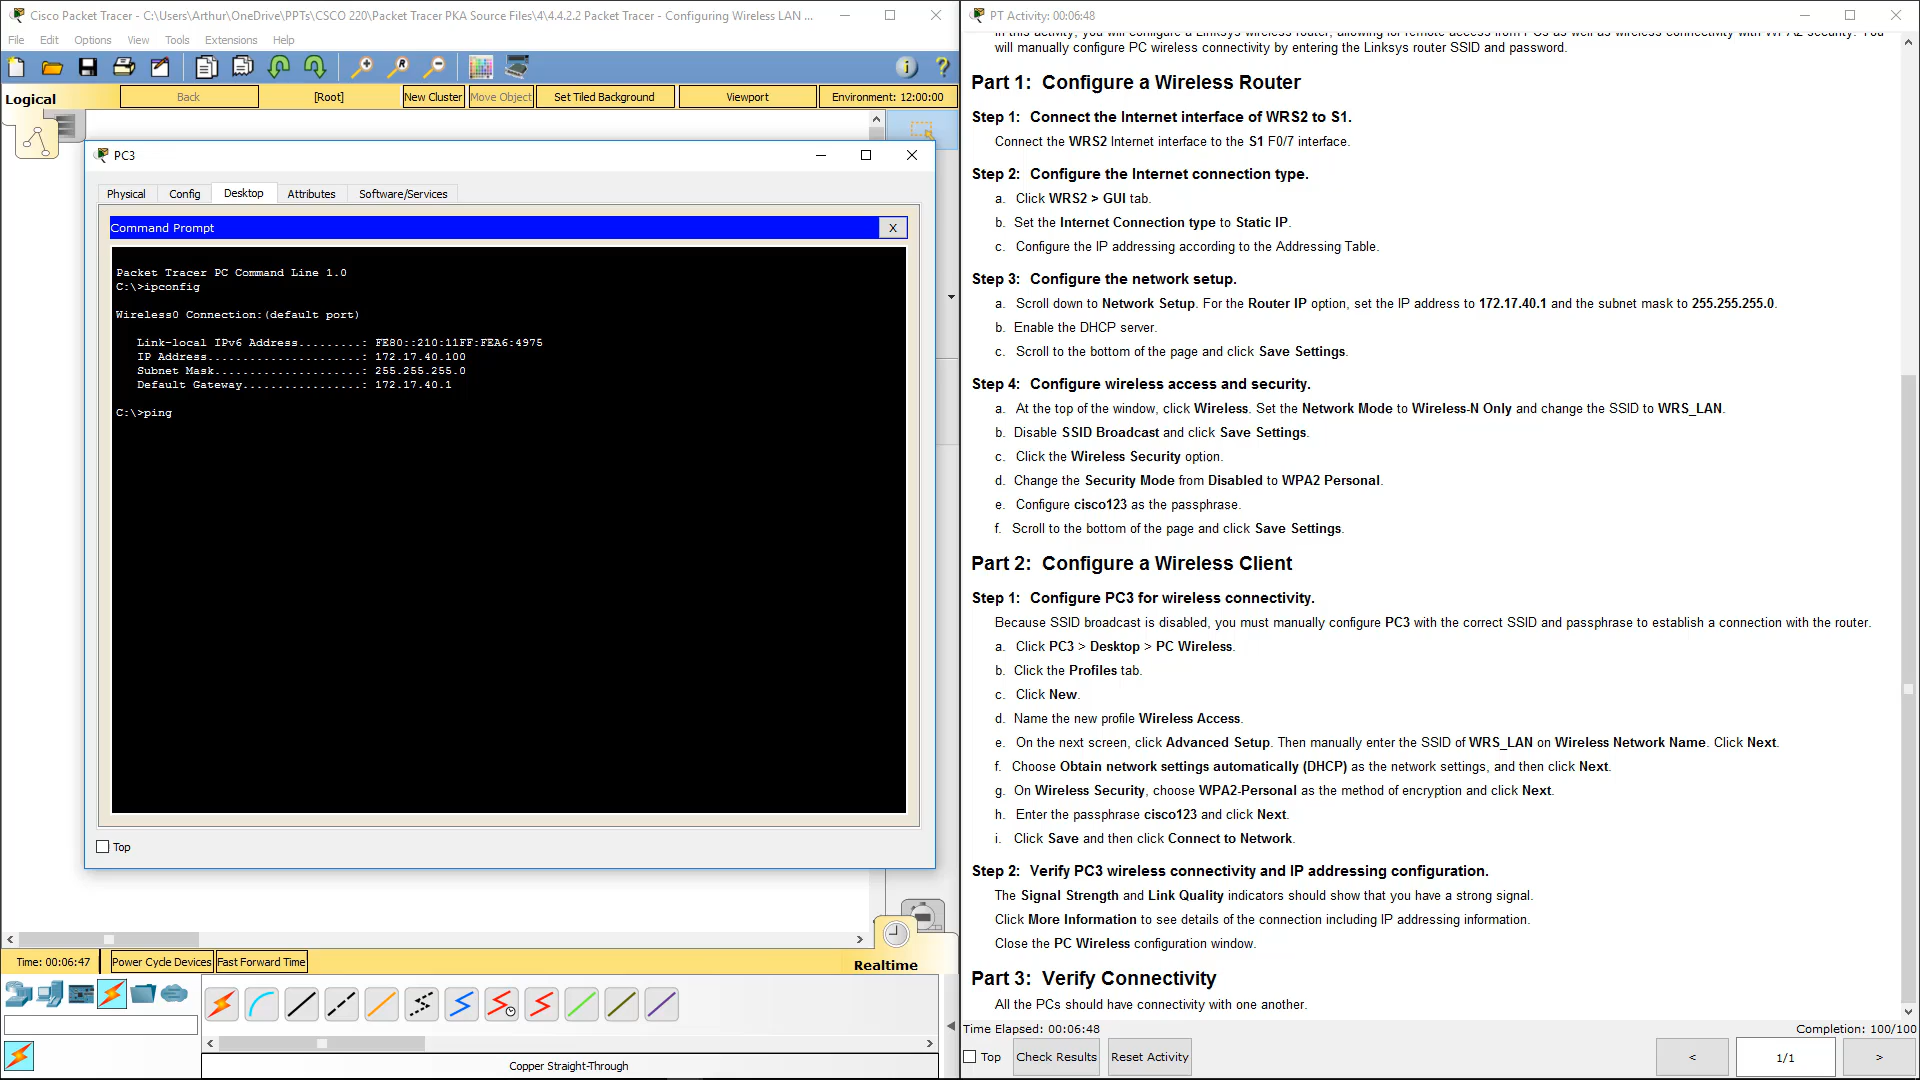 Cisco Packet Tracer - C:\Users\Arthur\OneDrive\PPTs\CSCO 220\Packet Tracer PKA Source Files\4\4.4.2.2 Packet Tracer - Configuring Wireless LAN ...
File Edit Options View Tools Extensions Help
Logical
Back
[Root]
New Cluster
Move Object
Set Tiled Background
Viewport
Environment: 12:00:00
PC3
Physical Config Desktop Attributes Software/Services
Command Prompt
X
Packet Tracer PC Command Line 1.0
C:\>ipconfig
Wireless0 Connection:(default port)
Link-local IPv6 Address.........: FE80::210:11FF:FEA6:4975
IP Address......................: 172.17.40.100
Subnet Mask.....................: 255.255.255.0
Default Gateway.................: 172.17.40.1
C:\>ping
Top
Time: 00:06:47
Power Cycle Devices
Fast Forward Time
Realtime
Copper Straight-Through
PT Activity: 00:06:48
will manually configure PC wireless connectivity by entering the Linksys router SSID and password.
Part 1: Configure a Wireless Router
Step 1: Connect the Internet interface of WRS2 to S1.
Connect the WRS2 Internet interface to the S1 F0/7 interface.
Step 2: Configure the Internet connection type.
a. Click WRS2 > GUI tab.
b. Set the Internet Connection type to Static IP.
c. Configure the IP addressing according to the Addressing Table.
Step 3: Configure the network setup.
a. Scroll down to Network Setup. For the Router IP option, set the IP address to 172.17.40.1 and the subnet mask to 255.255.255.0.
b. Enable the DHCP server.
c. Scroll to the bottom of the page and click Save Settings.
Step 4: Configure wireless access and security.
a. At the top of the window, click Wireless. Set the Network Mode to Wireless-N Only and change the SSID to WRS_LAN.
b. Disable SSID Broadcast and click Save Settings.
c. Click the Wireless Security option.
d. Change the Security Mode from Disabled to WPA2 Personal.
e. Configure cisco123 as the passphrase.
f. Scroll to the bottom of the page and click Save Settings.
Part 2: Configure a Wireless Client
Step 1: Configure PC3 for wireless connectivity.
Because SSID broadcast is disabled, you must manually configure PC3 with the correct SSID and passphrase to establish a connection with the router.
a. Click PC3 > Desktop > PC Wireless.
b. Click the Profiles tab.
c. Click New.
d. Name the new profile Wireless Access.
e. On the next screen, click Advanced Setup. Then manually enter the SSID of WRS_LAN on Wireless Network Name. Click Next.
f. Choose Obtain network settings automatically (DHCP) as the network settings, and then click Next.
g. On Wireless Security, choose WPA2-Personal as the method of encryption and click Next.
h. Enter the passphrase cisco123 and click Next.
i. Click Save and then click Connect to Network.
Step 2: Verify PC3 wireless connectivity and IP addressing configuration.
The Signal Strength and Link Quality indicators should show that you have a strong signal.
Click More Information to see details of the connection including IP addressing information.
Close the PC Wireless configuration window.
Part 3: Verify Connectivity
All the PCs should have connectivity with one another.
Time Elapsed: 00:06:48
Completion: 100/100
Top
Check Results
Reset Activity
<
1/1
>